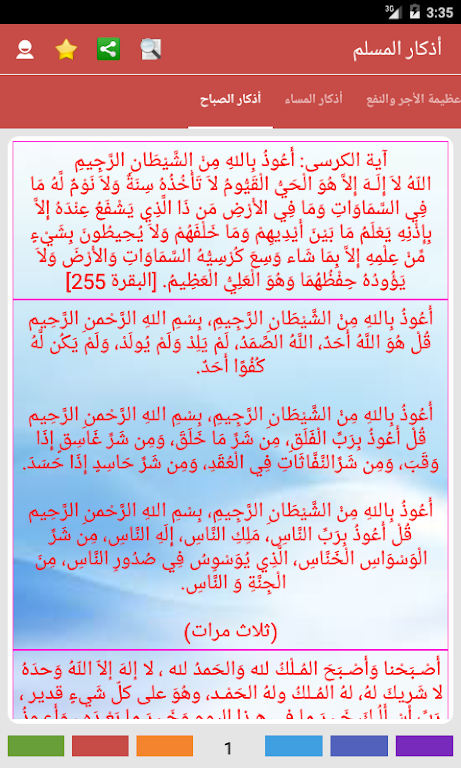 3G 3:35
أذكار المسلم
عظيمة الأجر والنفع أذكار المساء أذكار الصباح
آية الكرسى: أَعُوذُ بِاللهِ مِنْ الشَّيْطَانِ الرَّجِيمِ
اللّهُ لاَ إِلَـهَ إِلاَّ هُوَ الْحَيُّ الْقَيُّومُ لاَ تَأْخُذُهُ سِنَةٌ وَلاَ نَوْمٌ لَّهُ مَا
فِي السَّمَاوَاتِ وَمَا فِي الأَرْضِ مَن ذَا الَّذِي يَشْفَعُ عِنْدَهُ إِلاَّ
بِإِذْنِهِ يَعْلَمُ مَا بَيْنَ أَيْدِيهِمْ وَمَا خَلْفَهُمْ وَلاَ يُحِيطُونَ بِشَيْءٍ
مِّنْ عِلْمِهِ إِلاَّ بِمَا شَاء وَسِعَ كُرْسِيُّهُ السَّمَاوَاتِ وَالأَرْضَ وَلاَ
يَؤُودُهُ حِفْظُهُمَا وَهُوَ الْعَلِيُّ الْعَظِيمُ. [البقرة 255]
أَعُوذُ بِاللهِ مِنْ الشَّيْطَانِ الرَّجِيمِ، بِسْمِ اللهِ الرَّحْمنِ الرَّحِيم
قُلْ هُوَ اللَّهُ أَحَدٌ، اللَّهُ الصَّمَدُ، لَمْ يَلِدْ وَلَمْ يُولَدْ، وَلَمْ يَكُن لَّهُ
كُفُوًا أَحَدٌ.
أَعُوذُ بِاللهِ مِنْ الشَّيْطَانِ الرَّجِيمِ، بِسْمِ اللهِ الرَّحْمنِ الرَّحِيم
قُلْ أَعُوذُ بِرَبِّ الْفَلَقِ، مِن شَرِّ مَا خَلَقَ، وَمِن شَرِّ غَاسِقٍ إِذَا
وَقَبَ، وَمِن شَرِّ النَّفَّاثَاتِ فِي الْعُقَدِ، وَمِن شَرِّ حَاسِدٍ إِذَا حَسَدَ.
أَعُوذُ بِاللهِ مِنْ الشَّيْطَانِ الرَّجِيمِ، بِسْمِ اللهِ الرَّحْمنِ الرَّحِيم
قُلْ أَعُوذُ بِرَبِّ النَّاسِ، مَلِكِ النَّاسِ، إِلَهِ النَّاسِ، مِن شَرِّ
الْوَسْوَاسِ الْخَنَّاسِ، الَّذِي يُوَسْوِسُ فِي صُدُورِ النَّاسِ، مِنَ
الْجِنَّةِ وَ النَّاسِ.
(ثلاث مرات)
أَصْبَحْنا وَأَصْبَحَ المُـلْكُ لله وَالحَمدُ لله ، لا إلهَ إلاّ اللّهُ وَحدَهُ
لا شَريكَ لهُ، لهُ المُـلكُ ولهُ الحَمْـد، وهُوَ على كلّ شَيءٍ قدير ،
1